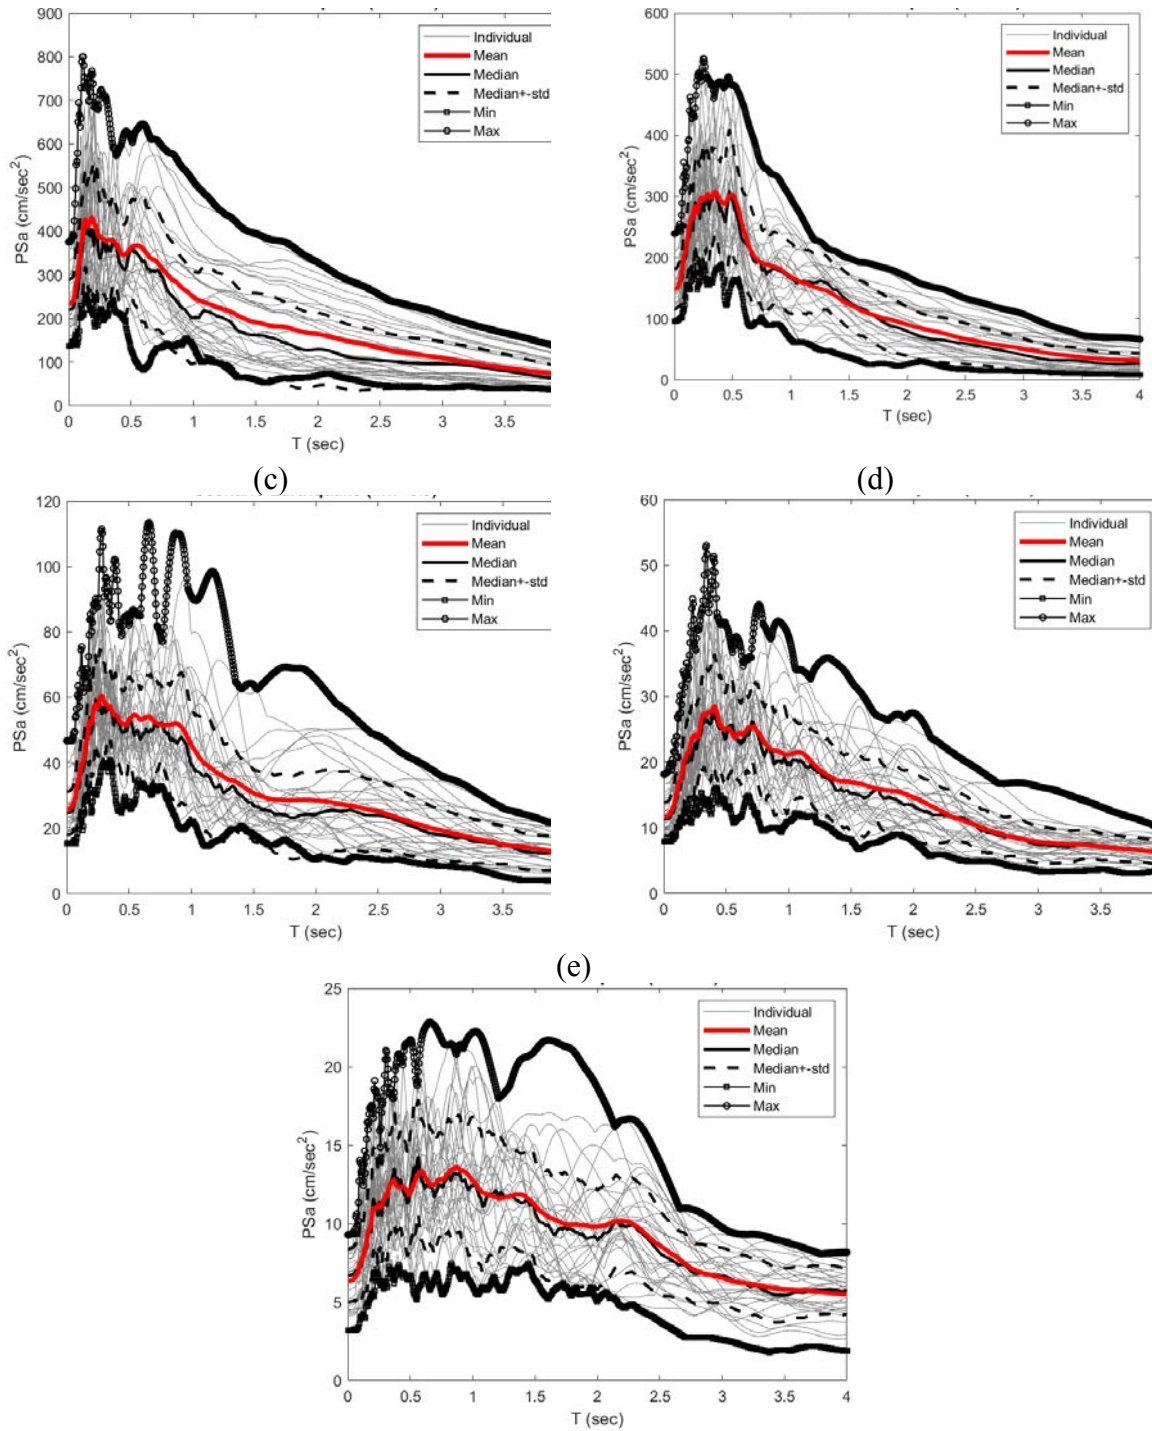 900
800
700
600
500
400
300
200
100
0
PSa (cm/sec2)
0 0.5 1 1.5 2 2.5 3 3.5
T (sec)
Individual
Mean
Median
Median+-std
Min
Max
600
500
400
300
200
100
0
PSa (cm/sec2)
0 0.5 1 1.5 2 2.5 3 3.5 4
T (sec)
Individual
Mean
Median
Median+-std
Min
Max
(c)
(d)
120
100
80
60
40
20
0
PSa (cm/sec2)
0 0.5 1 1.5 2 2.5 3 3.5
T (sec)
Individual
Mean
Median
Median+-std
Min
Max
60
50
40
30
20
10
0
PSa (cm/sec2)
0 0.5 1 1.5 2 2.5 3 3.5
T (sec)
Individual
Mean
Median
Median+-std
Min
Max
(e)
25
20
15
10
5
0
PSa (cm/sec2)
0 0.5 1 1.5 2 2.5 3 3.5 4
T (sec)
Individual
Mean
Median
Median+-std
Min
Max